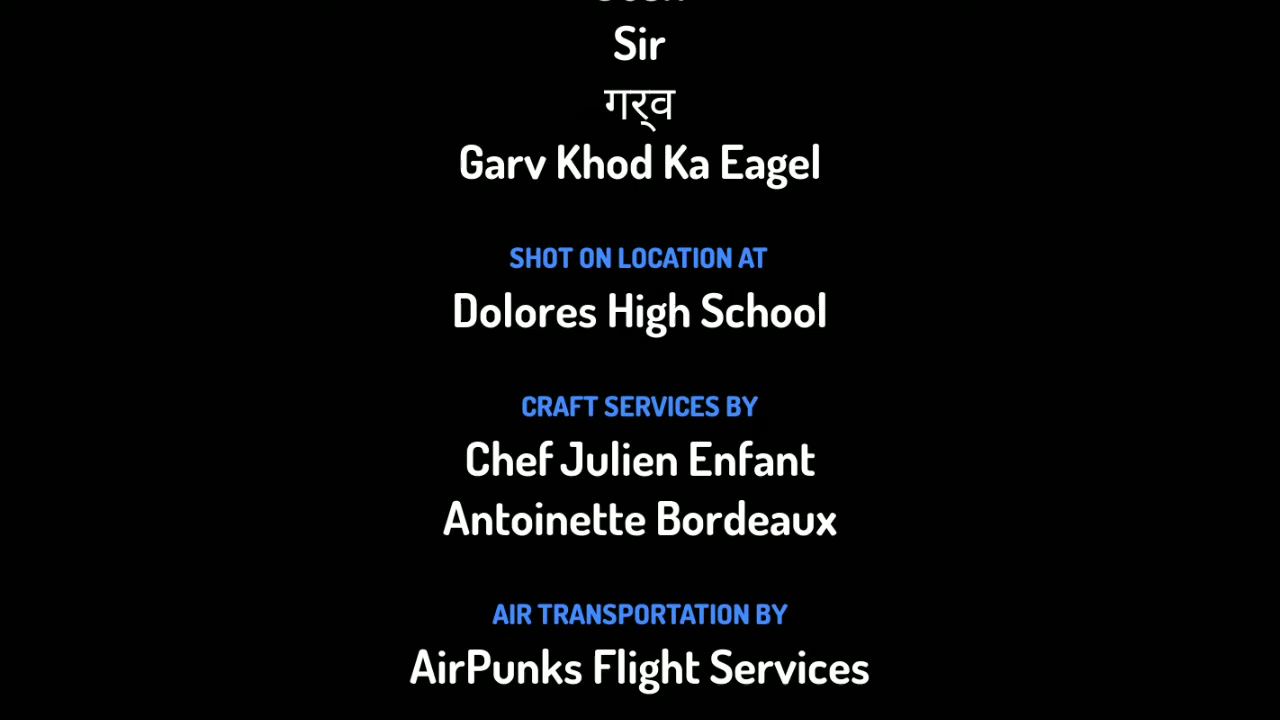 Sir
गर्‌व
Garv Khod Ka Eagel
SHOT ON LOCATION AT
Dolores High School
CRAFT SERVICES BY
Chef Julien Enfant
Antoinette Bordeaux
AIR TRANSPORTATION BY
AirPunks Flight Services